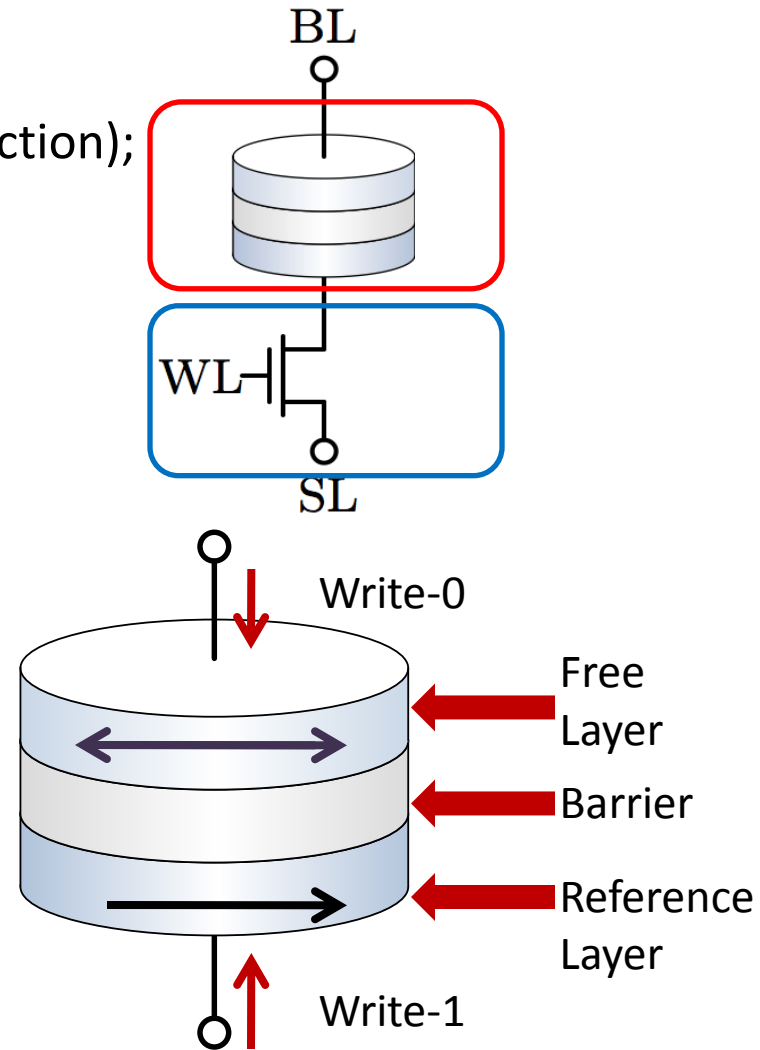 BL
ction);
WL
SL
Write-0
Free
Layer
Barrier
Reference
Layer
Write-1